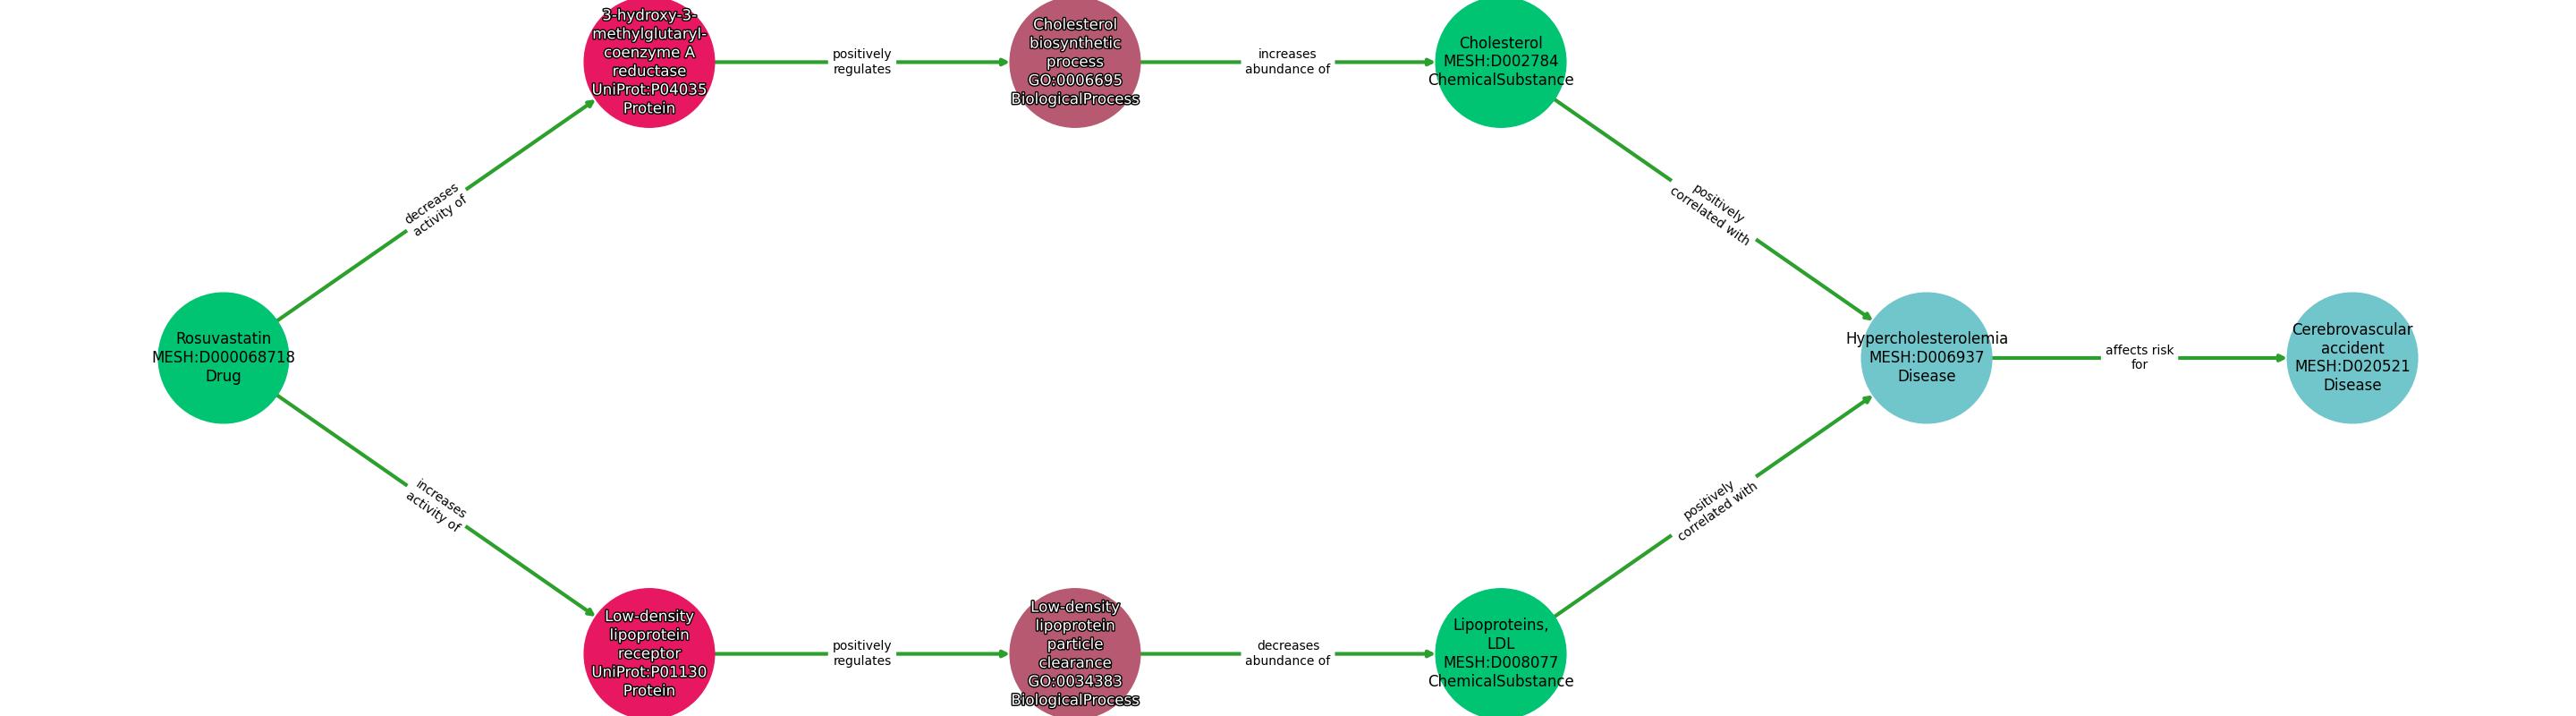 3-hydroxy-3-
methylglutaryl-
coenzyme A
reductase
UniProt:P04035
Protein
positively
regulates
Cholesterol
biosynthetic
process
GO:0006695
BiologicalProcess
increases
abundance of
Cholesterol
MESH:D002784
ChemicalSubstance
decreases
activity of
positively
correlated with
Rosuvastatin
MESH:D000068718
Drug
Hypercholesterolemia
MESH:D006937
Disease
affects risk
for
Cerebrovascular
accident
MESH:D020521
Disease
increases
activity of
positively
correlated with
Low-density
lipoprotein
receptor
UniProt:P01130
Protein
positively
regulates
Low-density
lipoprotein
particle
clearance
GO:0034383
BiologicalProcess
decreases
abundance of
Lipoproteins,
LDL
MESH:D008077
ChemicalSubstance